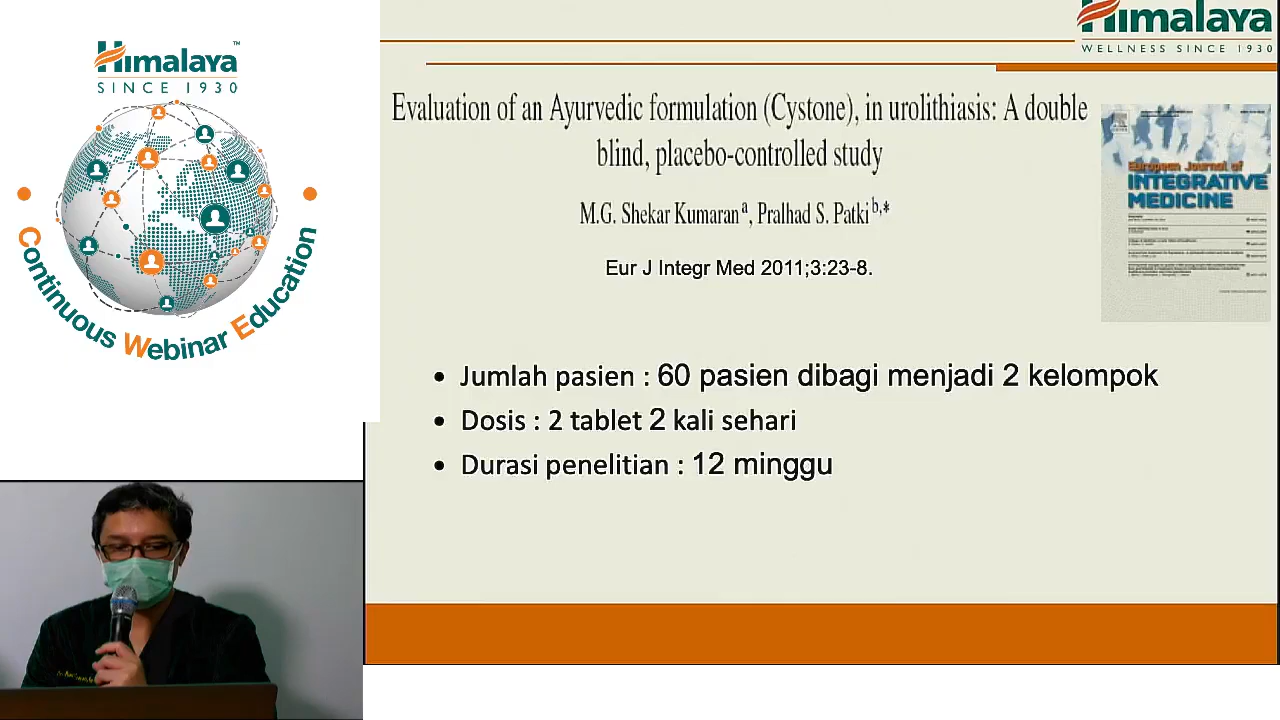 Himalaya™
SINCE 1930
Continuous Webinar Education
Himalaya
WELLNESS SINCE 1930
Evaluation of an Ayurvedic formulation (Cystone), in urolithiasis: A double
blind, placebo-controlled study
M.G. Shekar Kumaran a, Pralhad S. Patki b,*
Eur J Integr Med 2011;3:23-8.
European Journal of
INTEGRATIVE
MEDICINE
• Jumlah pasien : 60 pasien dibagi menjadi 2 kelompok
• Dosis : 2 tablet 2 kali sehari
• Durasi penelitian : 12 minggu